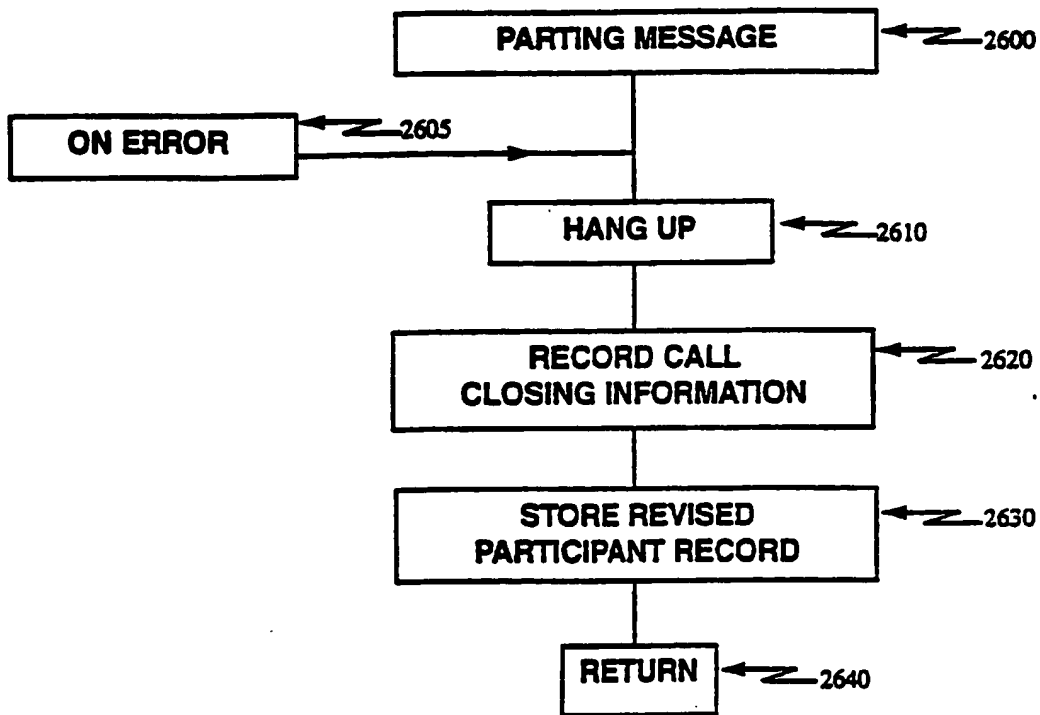 PARTING MESSAGE
2600
ON ERROR
2605
HANG UP
2610
RECORD CALL
CLOSING INFORMATION
2620
STORE REVISED
PARTICIPANT RECORD
2630
RETURN
2640